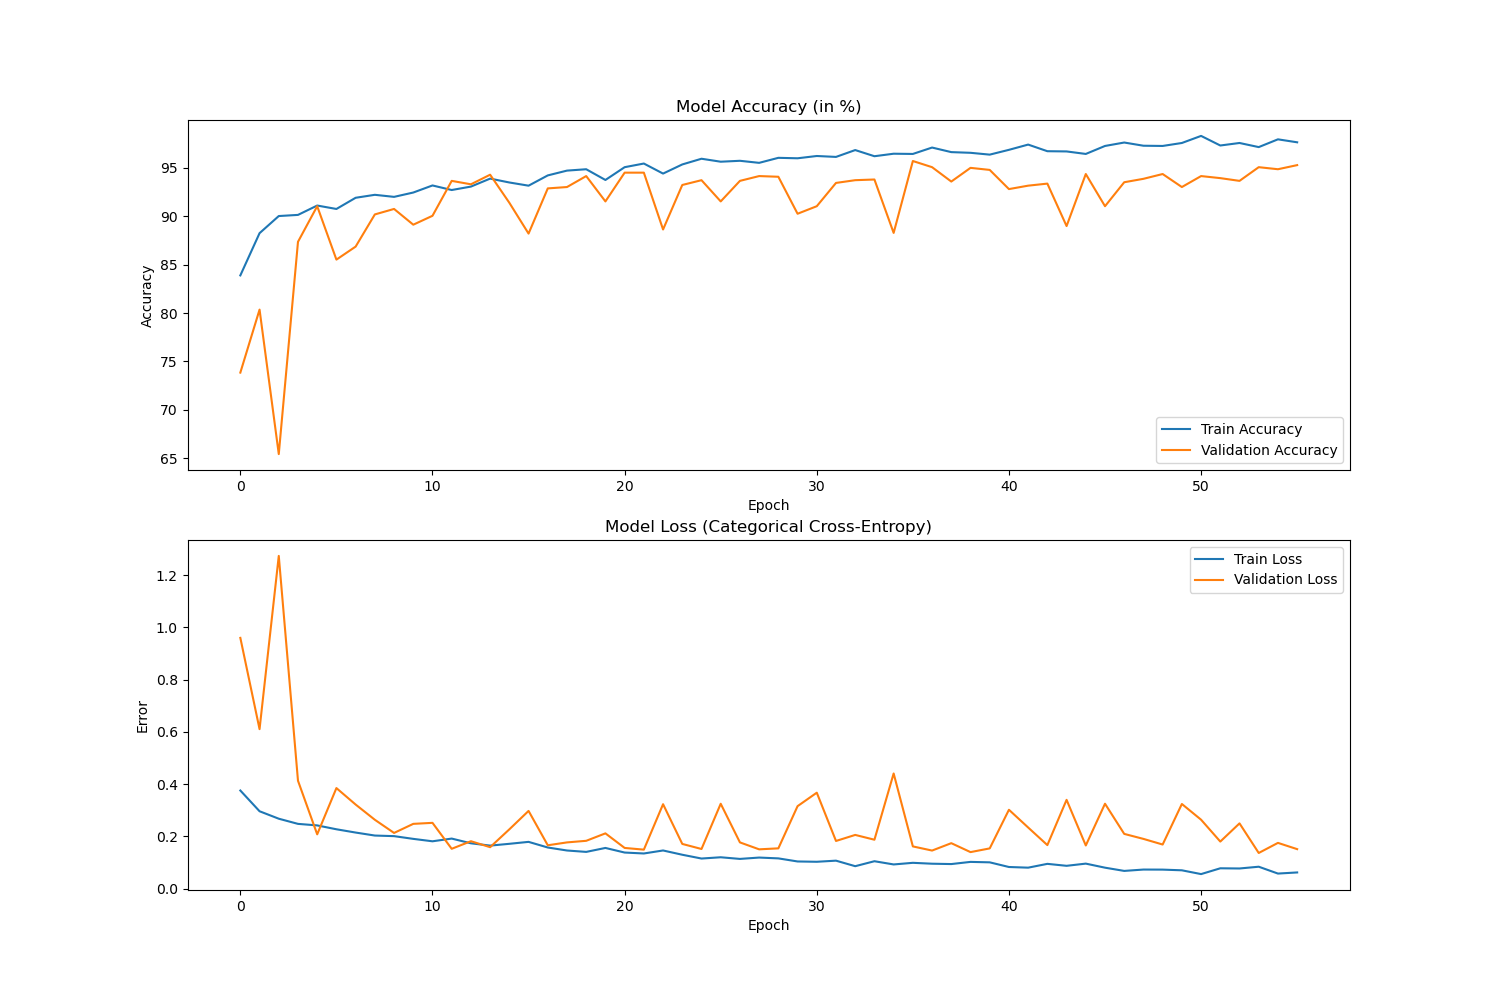 Model Accuracy (in %)
Accuracy
95
90
85
80
75
70
65
Train Accuracy
Validation Accuracy
0 10 20 30 40 50
Epoch
Model Loss (Categorical Cross-Entropy)
Error
1.2
1.0
0.8
0.6
0.4
0.2
0.0
Train Loss
Validation Loss
0 10 20 30 40 50
Epoch